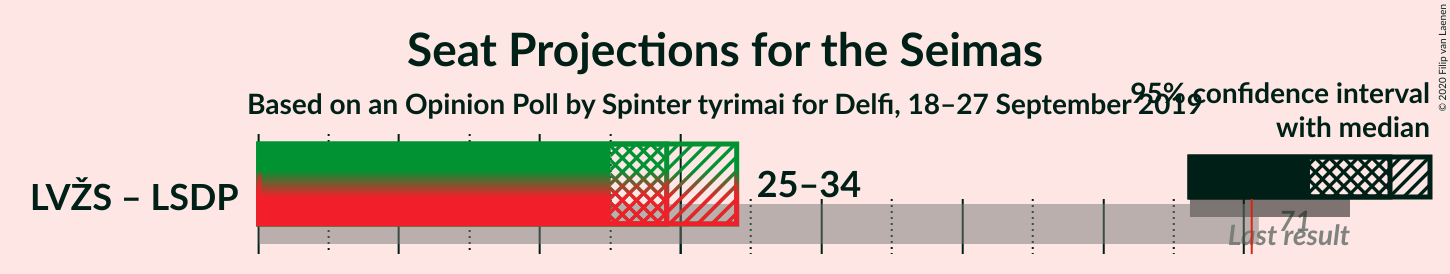 Seat Projections for the Seimas
Based on an Opinion Poll by Spinter tyrimai for Delfi, 18–27 September 2019
95% confidence interval
with median
LVŽS – LSDP
25–34
71
Last result
© 2020 Filip van Laenen